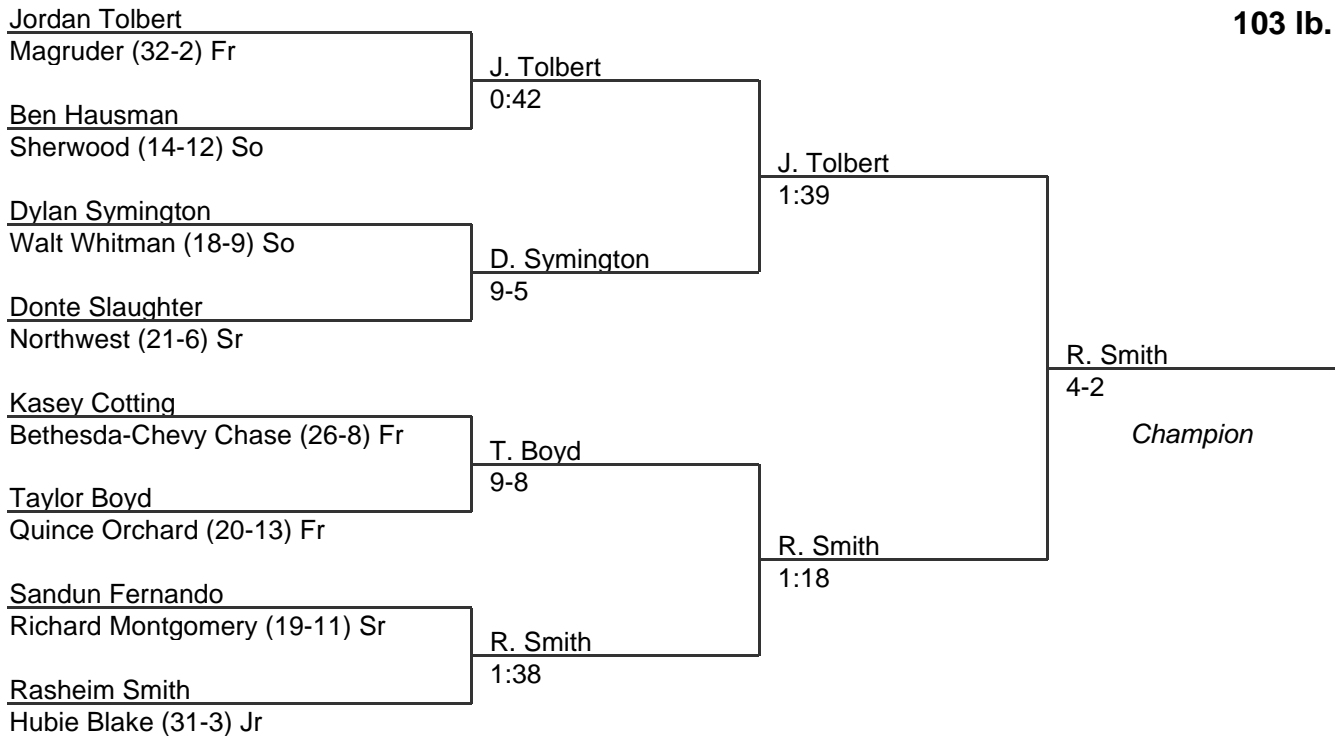 Jordan Tolbert
103 lb.
Magruder (32-2) Fr
J. Tolbert
0:42
Ben Hausman
Sherwood (14-12) So
J. Tolbert
1:39
Dylan Symington
Walt Whitman (18-9) So
D. Symington
9-5
Donte Slaughter
Northwest (21-6) Sr
R. Smith
4-2
Kasey Cotting
Bethesda-Chevy Chase (26-8) Fr
Champion
T. Boyd
9-8
Taylor Boyd
Quince Orchard (20-13) Fr
R. Smith
1:18
Sandun Fernando
Richard Montgomery (19-11) Sr
R. Smith
1:38
Rasheim Smith
Hubie Blake (31-3) Jr